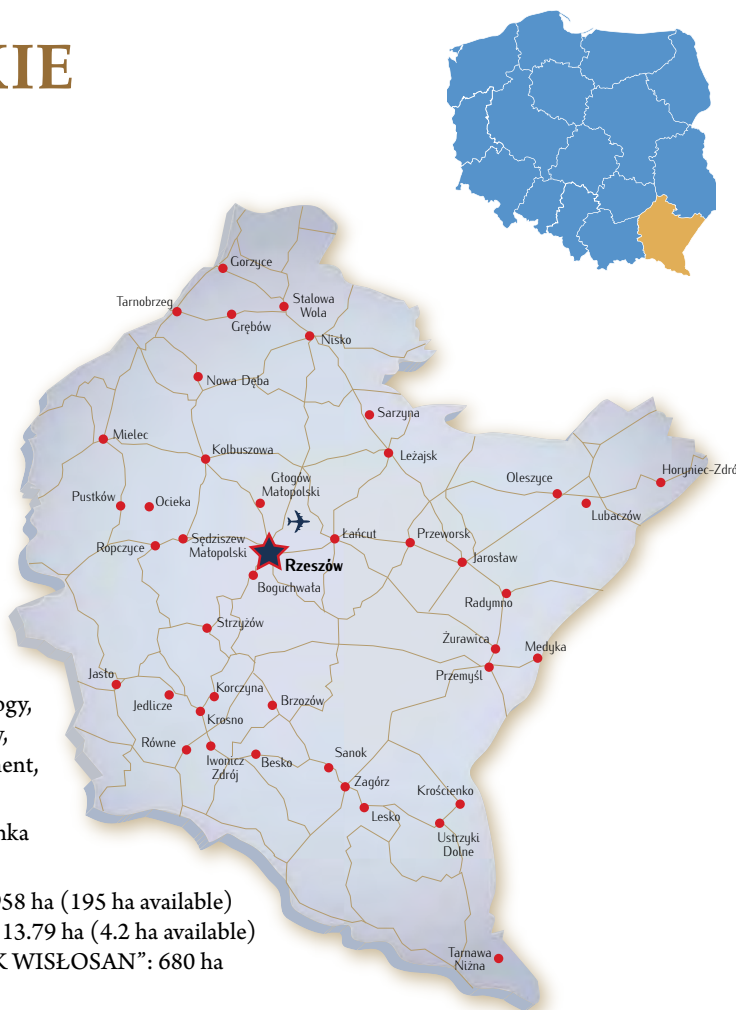 KIE
Gorzyce
Tarnobrzeg
Stalowa
Wola
Grębów
Nisko
Nowa Dęba
Sarzyna
Mielec
Kolbuszowa
Leżajsk
Głogów
Małopolski
Oleszyce
Horyniec-Zdró
Pustków
Ocieka
Lubaczów
Ropczyce
Sędziszew
Małopolski
Łańcut
Przeworsk
Jarosław
Rzeszów
Boguchwała
Radymno
Strzyżów
Żurawica
Medyka
Przemyśl
Jasło
Jedlicze
Korczyna
Brzozów
Krosno
Równe
Iwonicz
Zdrój
Besko
Sanok
Zagórz
Lesko
Krościenko
Ustrzyki
Dolne
Tarnawa
Niżna
ogy,
y,
nent,
nka
958 ha (195 ha available)
13.79 ha (4.2 ha available)
K WISŁOSAN”: 680 ha